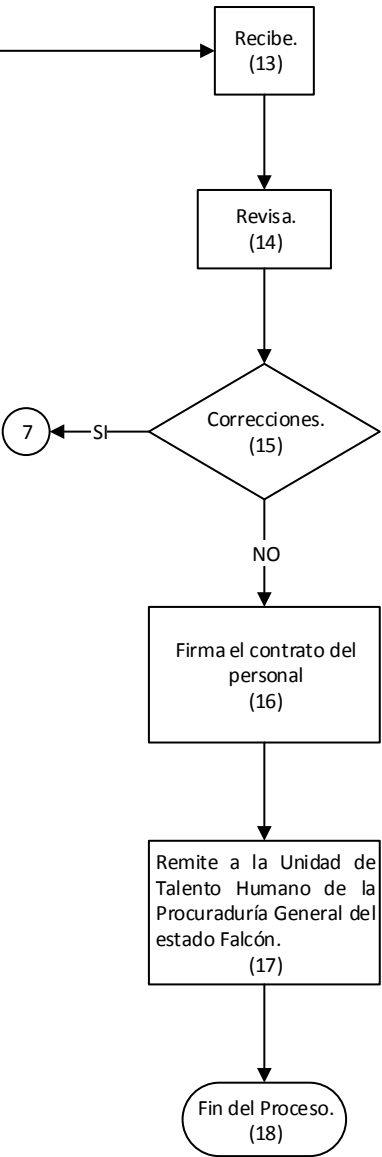 Recibe.
(13)
Revisa.
(14)
Correcciones.
(15)
7
SI
NO
Firma el contrato del
personal
(16)
Remite a la Unidad de
Talento Humano de la
Procuraduría General del
estado Falcón.
(17)
Fin del Proceso.
(18)